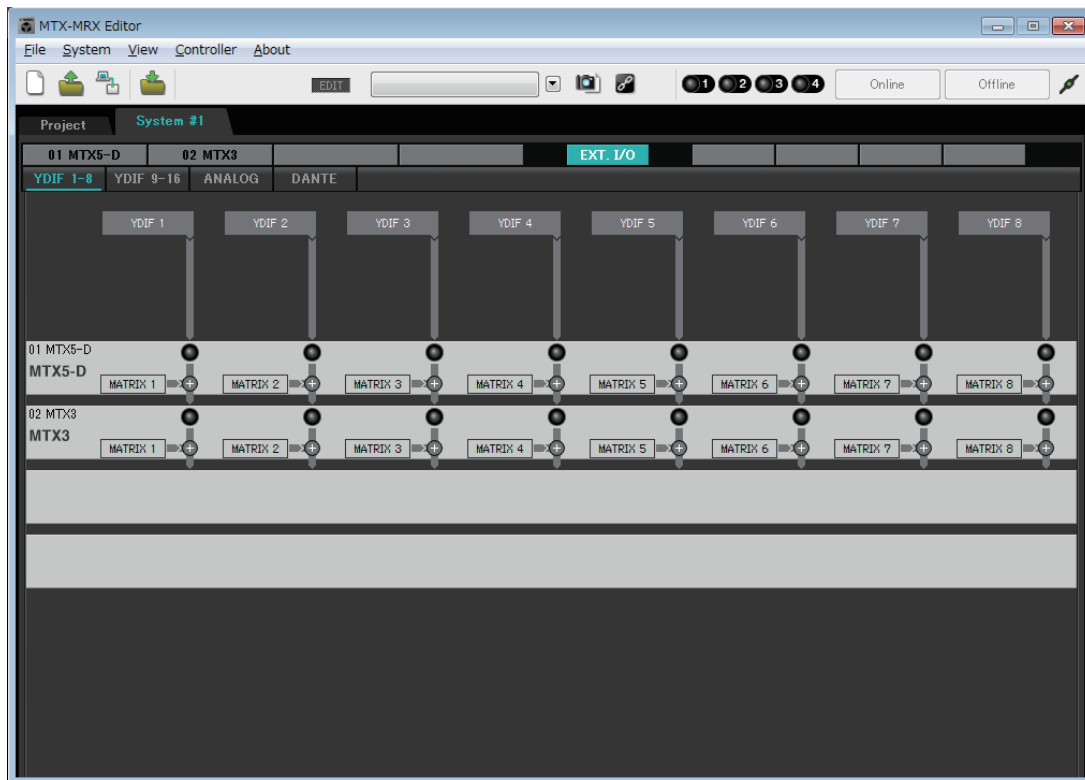 MTX-MRX Editor
File System View Controller About
EDIT 1 2 3 4 Online Offline
Project System #1
01 MTX5-D 02 MTX3 EXT. I/O
YDIF 1-8 YDIF 9-16 ANALOG DANTE
YDIF 1 YDIF 2 YDIF 3 YDIF 4 YDIF 5 YDIF 6 YDIF 7 YDIF 8
01 MTX5-D
MTX5-D
MATRIX 1 MATRIX 2 MATRIX 3 MATRIX 4 MATRIX 5 MATRIX 6 MATRIX 7 MATRIX 8
02 MTX3
MTX3
MATRIX 1 MATRIX 2 MATRIX 3 MATRIX 4 MATRIX 5 MATRIX 6 MATRIX 7 MATRIX 8